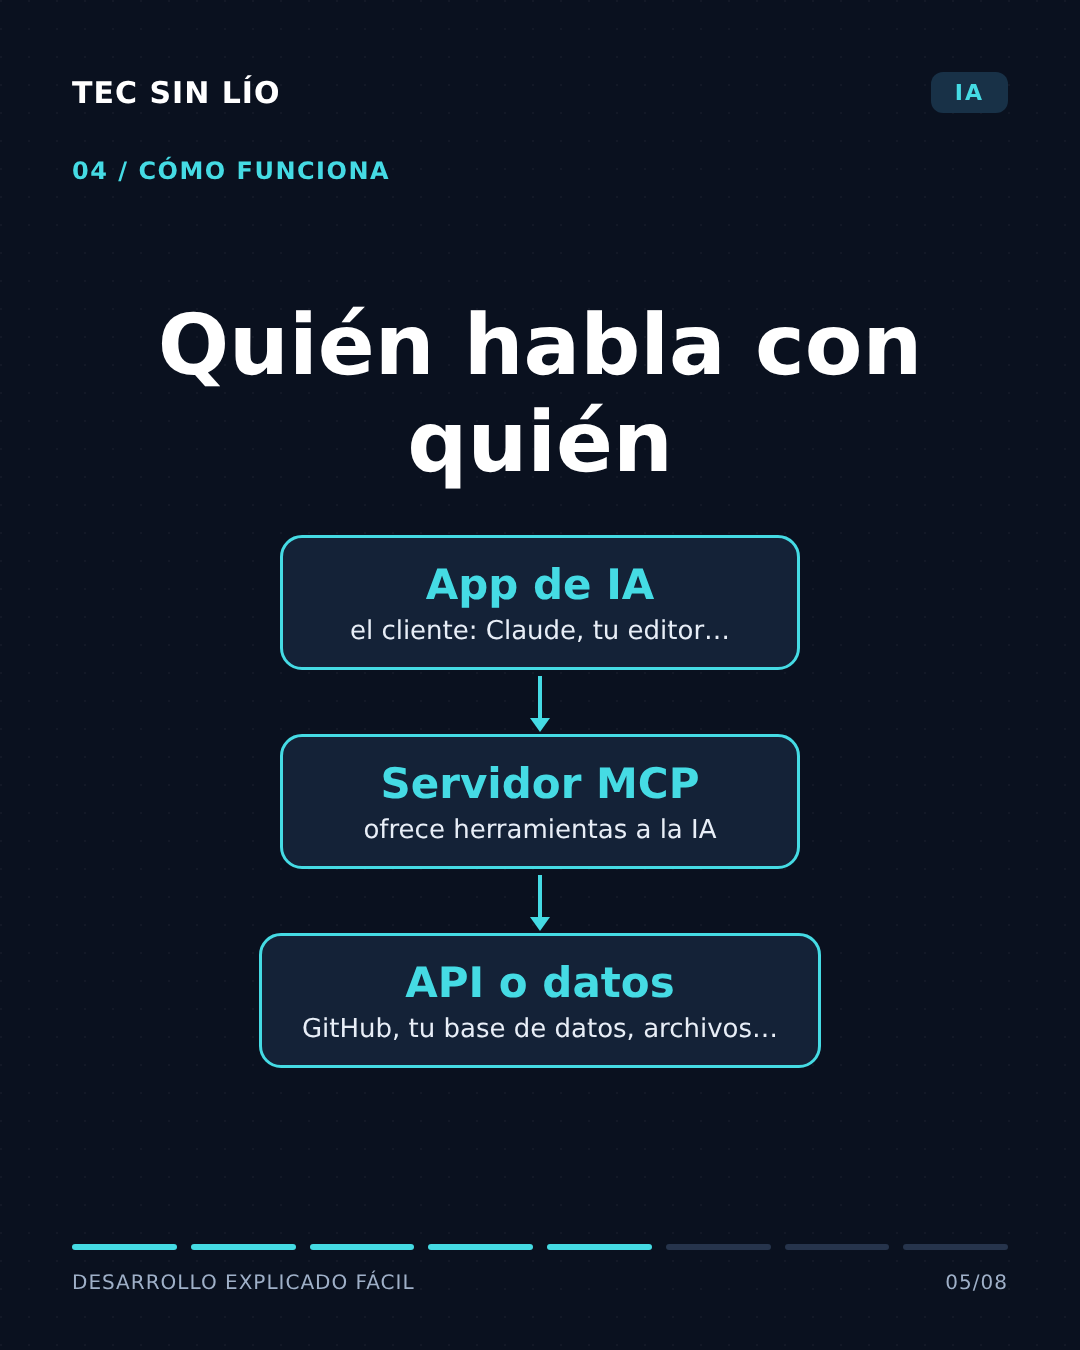 TEC SIN LÍO
IA
04 / CÓMO FUNCIONA
Quién habla con
quién
App de IA
el cliente: Claude, tu editor…
Servidor MCP
ofrece herramientas a la IA
API o datos
GitHub, tu base de datos, archivos…
DESARROLLO EXPLICADO FÁCIL
05/08